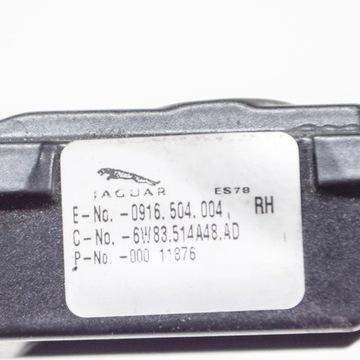 JAGUAR ES78
E-No. -0916.504.004. RH
C-No. -6W83.514A48.AD
P-No. -000 11876